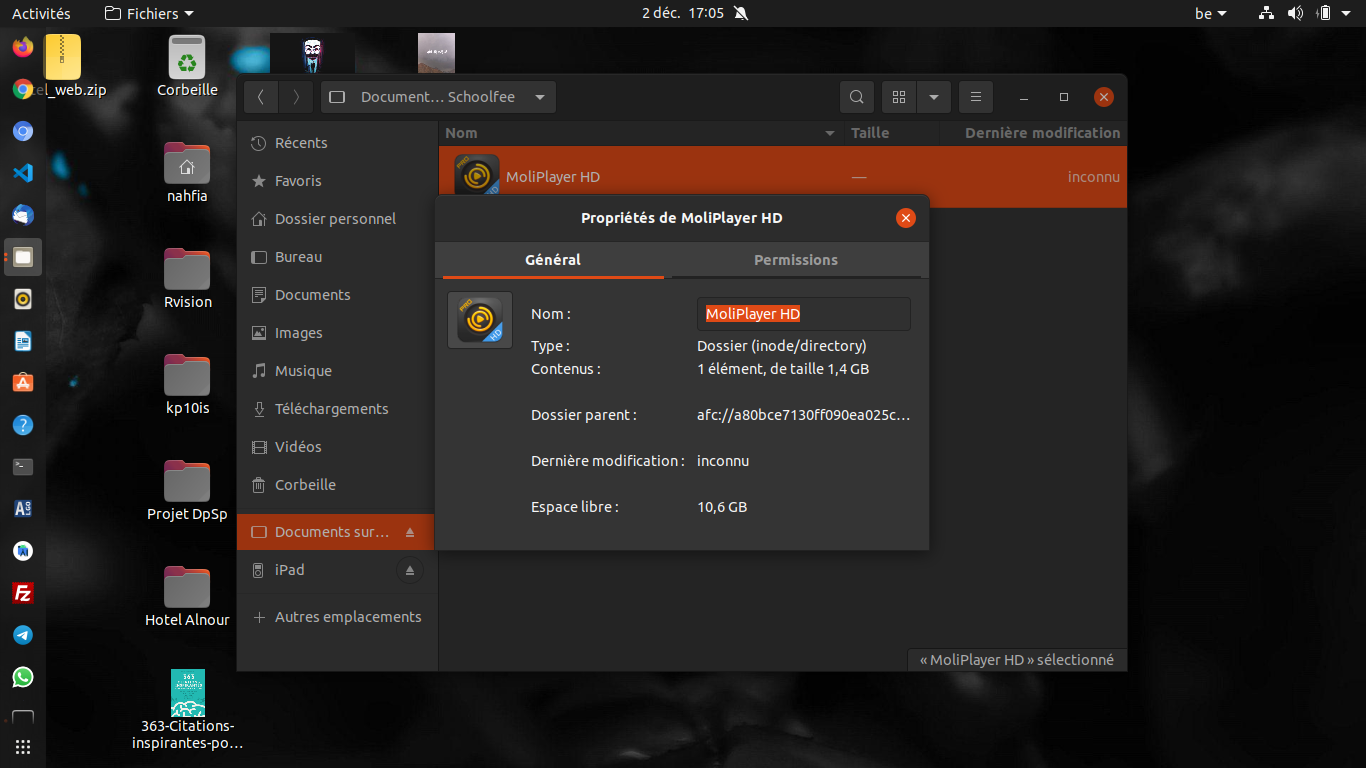 Activités
Fichiers
2 déc. 17:05
be
el_web.zip
Corbeille
nahfia
Rvision
kp10is
Projet DpSp
Hotel Alnour
363-Citations-
inspirantes-po…
Document… Schoolfee
Récents
Favoris
Dossier personnel
Bureau
Documents
Images
Musique
Téléchargements
Vidéos
Corbeille
Documents sur…
iPad
Autres emplacements
Nom
Taille
Dernière modification
MoliPlayer HD
—
inconnu
Propriétés de MoliPlayer HD
Général
Permissions
PRO
HD
Nom :
MoliPlayer HD
Type :
Dossier (inode/directory)
Contenus :
1 élément, de taille 1,4 GB
Dossier parent :
afc://a80bce7130ff090ea025c…
Dernière modification :
inconnu
Espace libre :
10,6 GB
« MoliPlayer HD » sélectionné